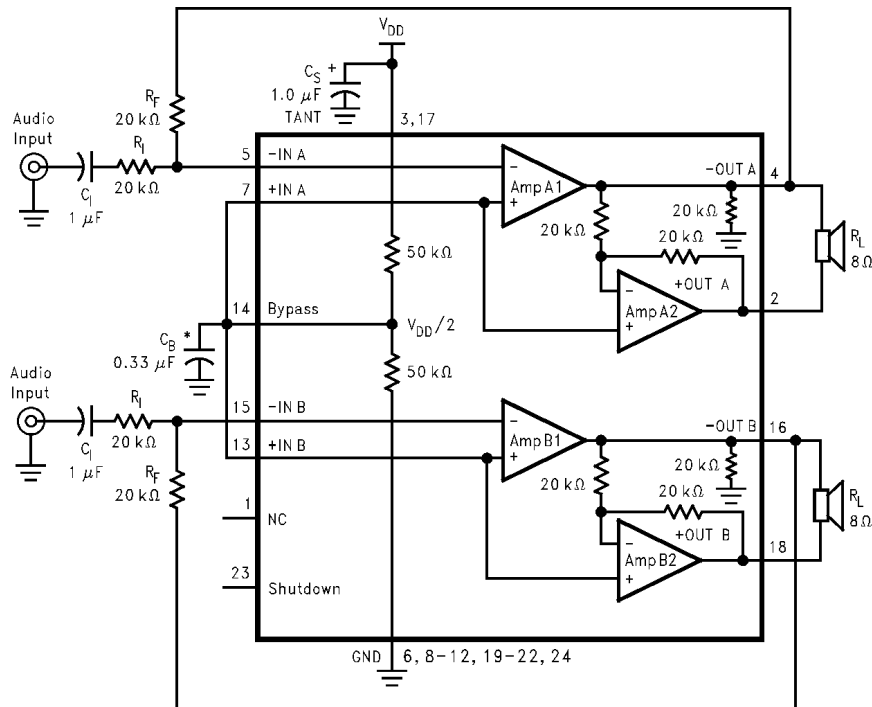 V_DD
C_S +
1.0 μF
TANT
3,17
R_F
20 kΩ
Audio
Input
R_I
20 kΩ
C_I
1 μF
5
-IN A
7
+IN A
Amp A1
-OUT A
4
20 kΩ
20 kΩ
20 kΩ
R_L
8Ω
50 kΩ
+OUT A
2
Amp A2
14
Bypass
V_DD/2
C_B *
0.33 μF
50 kΩ
Audio
Input
R_I
20 kΩ
C_I
1 μF
15
-IN B
13
+IN B
R_F
20 kΩ
Amp B1
-OUT B
16
20 kΩ
20 kΩ
20 kΩ
R_L
8Ω
1
NC
+OUT B
18
Amp B2
23
Shutdown
GND 6, 8-12, 19-22, 24